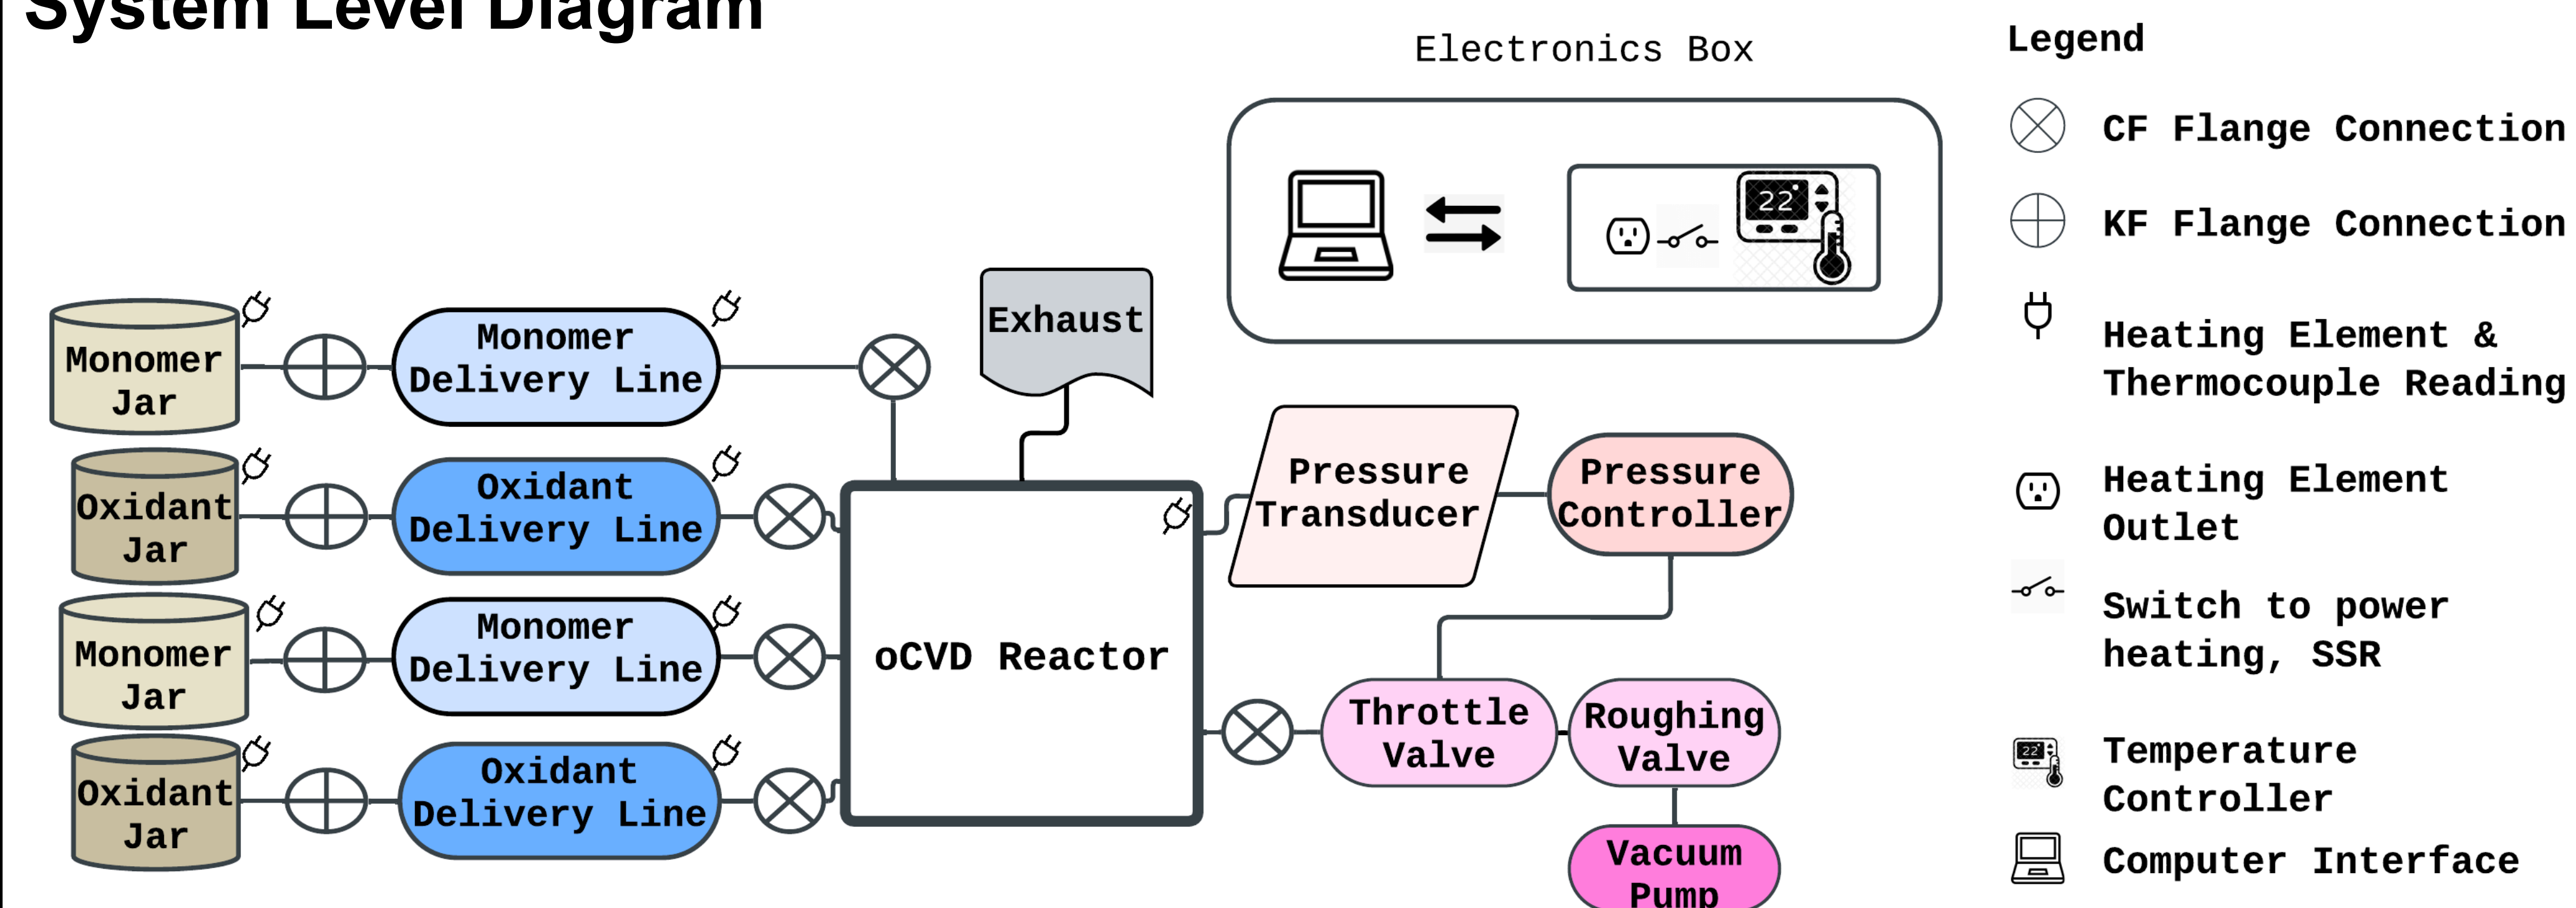 System Level Diagram
Electronics Box
22°
Exhaust
Monomer
Jar
Monomer
Delivery Line
Oxidant
Jar
Oxidant
Delivery Line
Monomer
Jar
Monomer
Delivery Line
Oxidant
Jar
Oxidant
Delivery Line
oCVD Reactor
Pressure
Transducer
Pressure
Controller
Throttle
Valve
Roughing
Valve
Vacuum
Pump
Legend
CF Flange Connection
KF Flange Connection
Heating Element &
Thermocouple Reading
Heating Element
Outlet
Switch to power
heating, SSR
22°
Temperature
Controller
Computer Interface